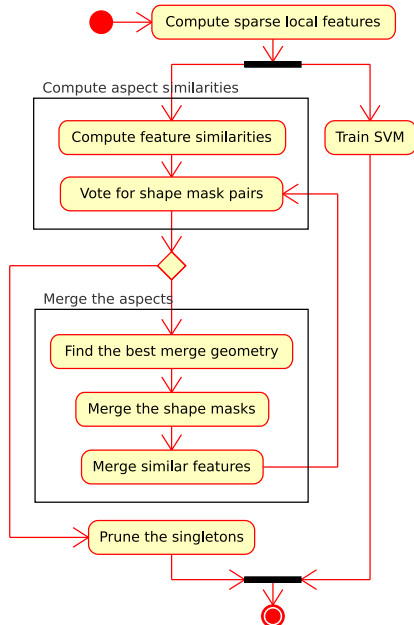 Compute sparse local features
Compute aspect similarities
Compute feature similarities
Train SVM
Vote for shape mask pairs
Merge the aspects
Find the best merge geometry
Merge the shape masks
Merge similar features
Prune the singletons